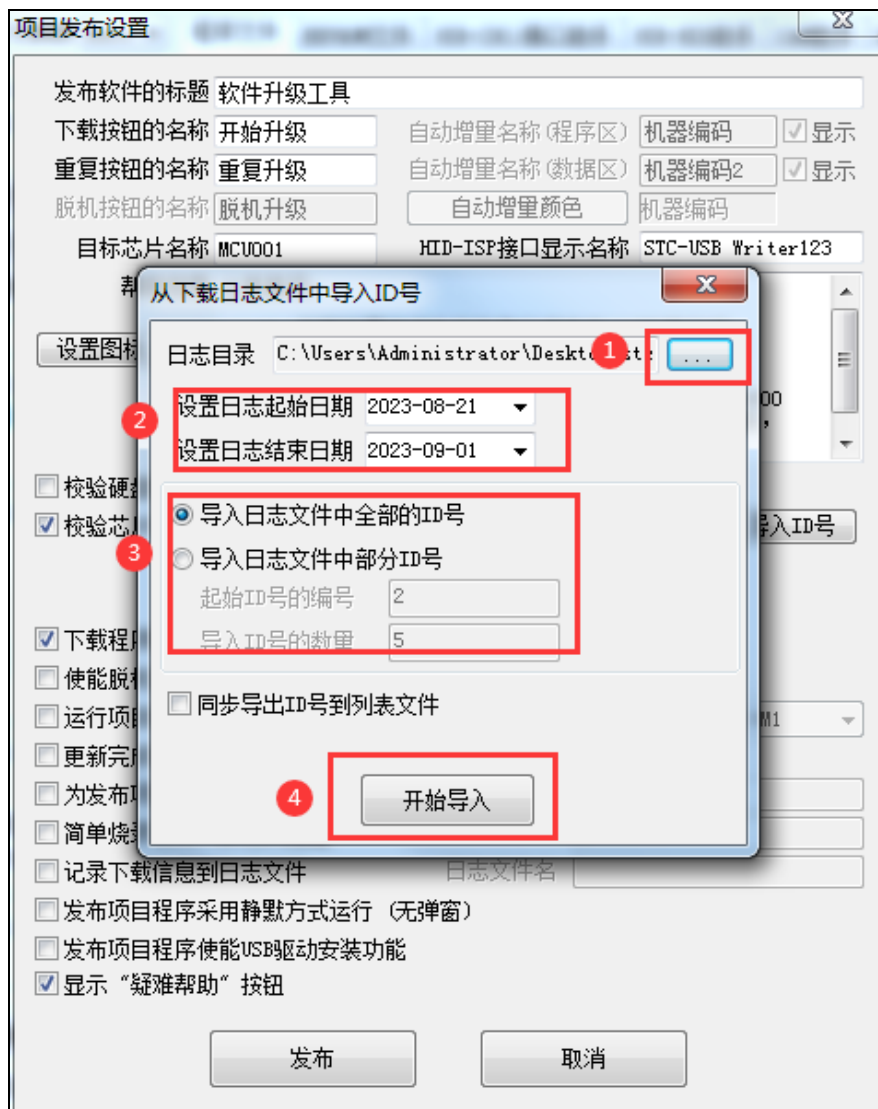 项目发布设置
发布软件的标题 软件升级工具
下载按钮的名称 开始升级 自动增量名称(程序区) 机器编码 显示
重复按钮的名称 重复升级 自动增量名称(数据区) 机器编码2 显示
脱机按钮的名称 脱机升级 自动增量颜色 机器编码
目标芯片名称 MCU001 HID-ISP接口显示名称 STC-USB Writer123
帮
从下载日志文件中导入ID号
设置图标
日志目录 C:\Users\Administrator\Deskto 1 ...
2 设置日志起始日期 2023-08-21
00
设置日志结束日期 2023-09-01
校验硬盘
导入日志文件中全部的ID号
校验芯片 导入ID号
3 导入日志文件中部分ID号
起始ID号的编号 2
下载程序 导入ID号的数量 5
使能脱机
同步导出ID号到列表文件
运行项目 M1
更新完成
为发布项 4 开始导入
简单烧录
记录下载信息到日志文件 日志文件名
发布项目程序采用静默方式运行 (无弹窗)
发布项目程序使能USB驱动安装功能
显示 "疑难帮助" 按钮
发布 取消